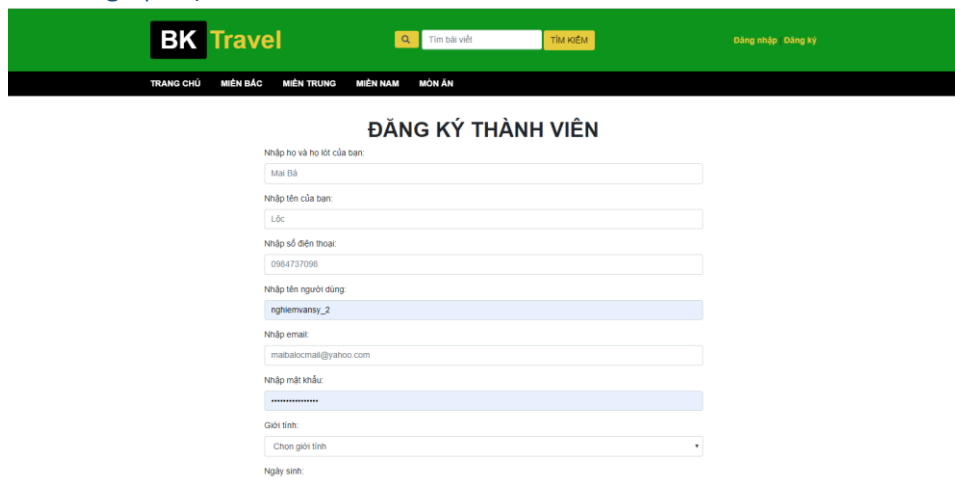 BK Travel
Tìm bài viết
TÌM KIẾM
Đăng nhập Đăng ký
TRANG CHỦ MIỀN BẮC MIỀN TRUNG MIỀN NAM MÓN ĂN
ĐĂNG KÝ THÀNH VIÊN
Nhập họ và họ lót của bạn:
Mai Bá
Nhập tên của bạn:
Lộc
Nhập số điện thoại:
0984737098
Nhập tên người dùng:
nghiemvansy_2
Nhập email:
maibalocmail@yahoo.com
Nhập mật khẩu:
Giới tính:
Chọn giới tính
Ngày sinh: